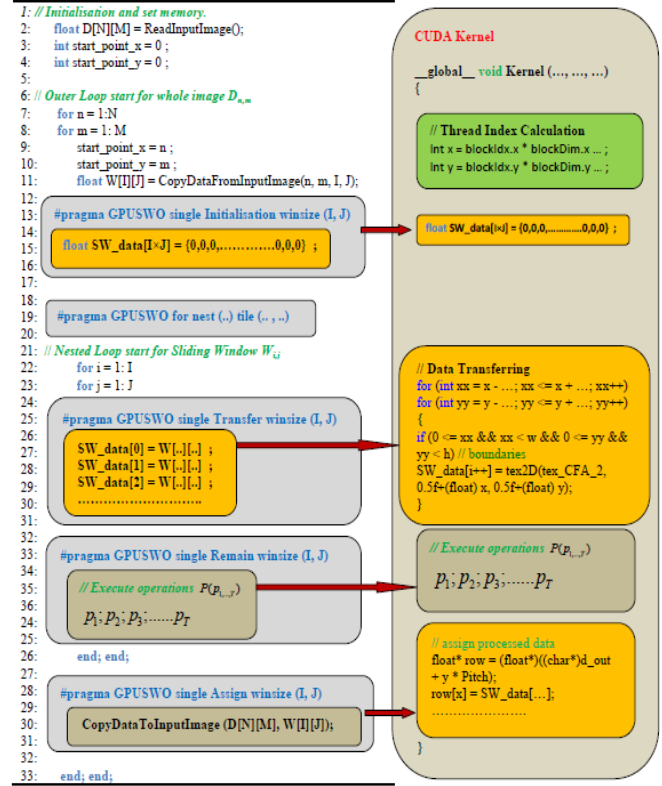 1: // Initialisation and set memory.
2: float D[N][M] = ReadInputImage();
3: int start_point_x = 0 ;
4: int start_point_y = 0 ;
5:
6: // Outer Loop start for whole image Dn,m
7: for n = 1:N
8: for m = 1: M
9: start_point_x = n ;
10: start_point_y = m ;
11: float W[I][J] = CopyDataFromInputImage(n, m, I, J);
12:
13: #pragma GPUSWO single Initialisation winsize (I, J)
14:
15: float SW_data[I×J] = {0,0,0,………….0,0,0} ;
16:
17:
18:
19: #pragma GPUSWO for nest (..) tile (.. , ..)
20:
21: // Nested Loop start for Sliding Window Wi,j
22: for i = 1: I
23: for j = 1: J
24:
25: #pragma GPUSWO single Transfer winsize (I, J)
26: SW_data[0] = W[..][..] ;
27:
28: SW_data[1] = W[..][..] ;
29: SW_data[2] = W[..][..] ;
30: ………………………..
31:
32:
33: #pragma GPUSWO single Remain winsize (I, J)
34:
35: // Execute operations P(p1,..,T)
36:
24: p1; p2; p3;......pT
25:
26: end; end;
27:
28: #pragma GPUSWO single Assign winsize (I, J)
29:
30: CopyDataToInputImage (D[N][M], W[I][J]);
31:
32:
33: end; end;
CUDA Kernel
__global__ void Kernel (…, …, …)
{
// Thread Index Calculation
Int x = blockIdx.x * blockDim.x ... ;
Int y = blockIdx.y * blockDim.y ... ;
float SW_data[I×J] = {0,0,0,............0,0,0} ;
// Data Transferring
for (int xx = x - …; xx <= x + …; xx++)
for (int yy = y - …; yy <= y + …; yy++)
{
if (0 <= xx && xx < w && 0 <= yy &&
yy < h) // boundaries
SW_data[i++] = tex2D(tex_CFA_2,
0.5f+(float) x, 0.5f+(float) y);
}
// Execute operations P(p1,..,T)
p1; p2; p3;......pT
// assign processed data
float* row = (float*)((char*)d_out
+ y * Pitch);
row[x] = SW_data[…];
…………………
}